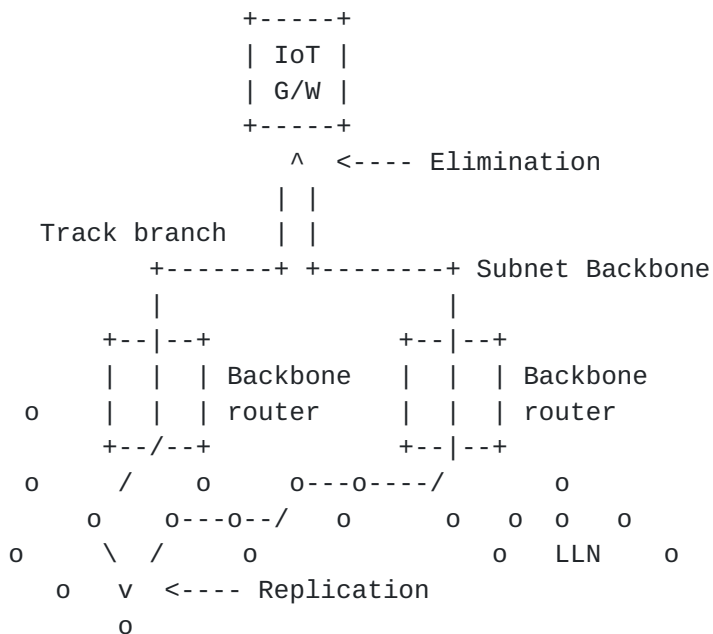 +-----+
| IoT |
| G/W |
+-----+
^ <---- Elimination
| |
Track branch | |
+-------+ +--------+ Subnet Backbone
| |
+--|--+ +--|--+
| | | Backbone | | | Backbone
o | | | router | | | router
+--/--+ +--|--+
o / o o---o----/ o
o o---o--/ o o o o o
o \ / o o LLN o
o v <---- Replication
o